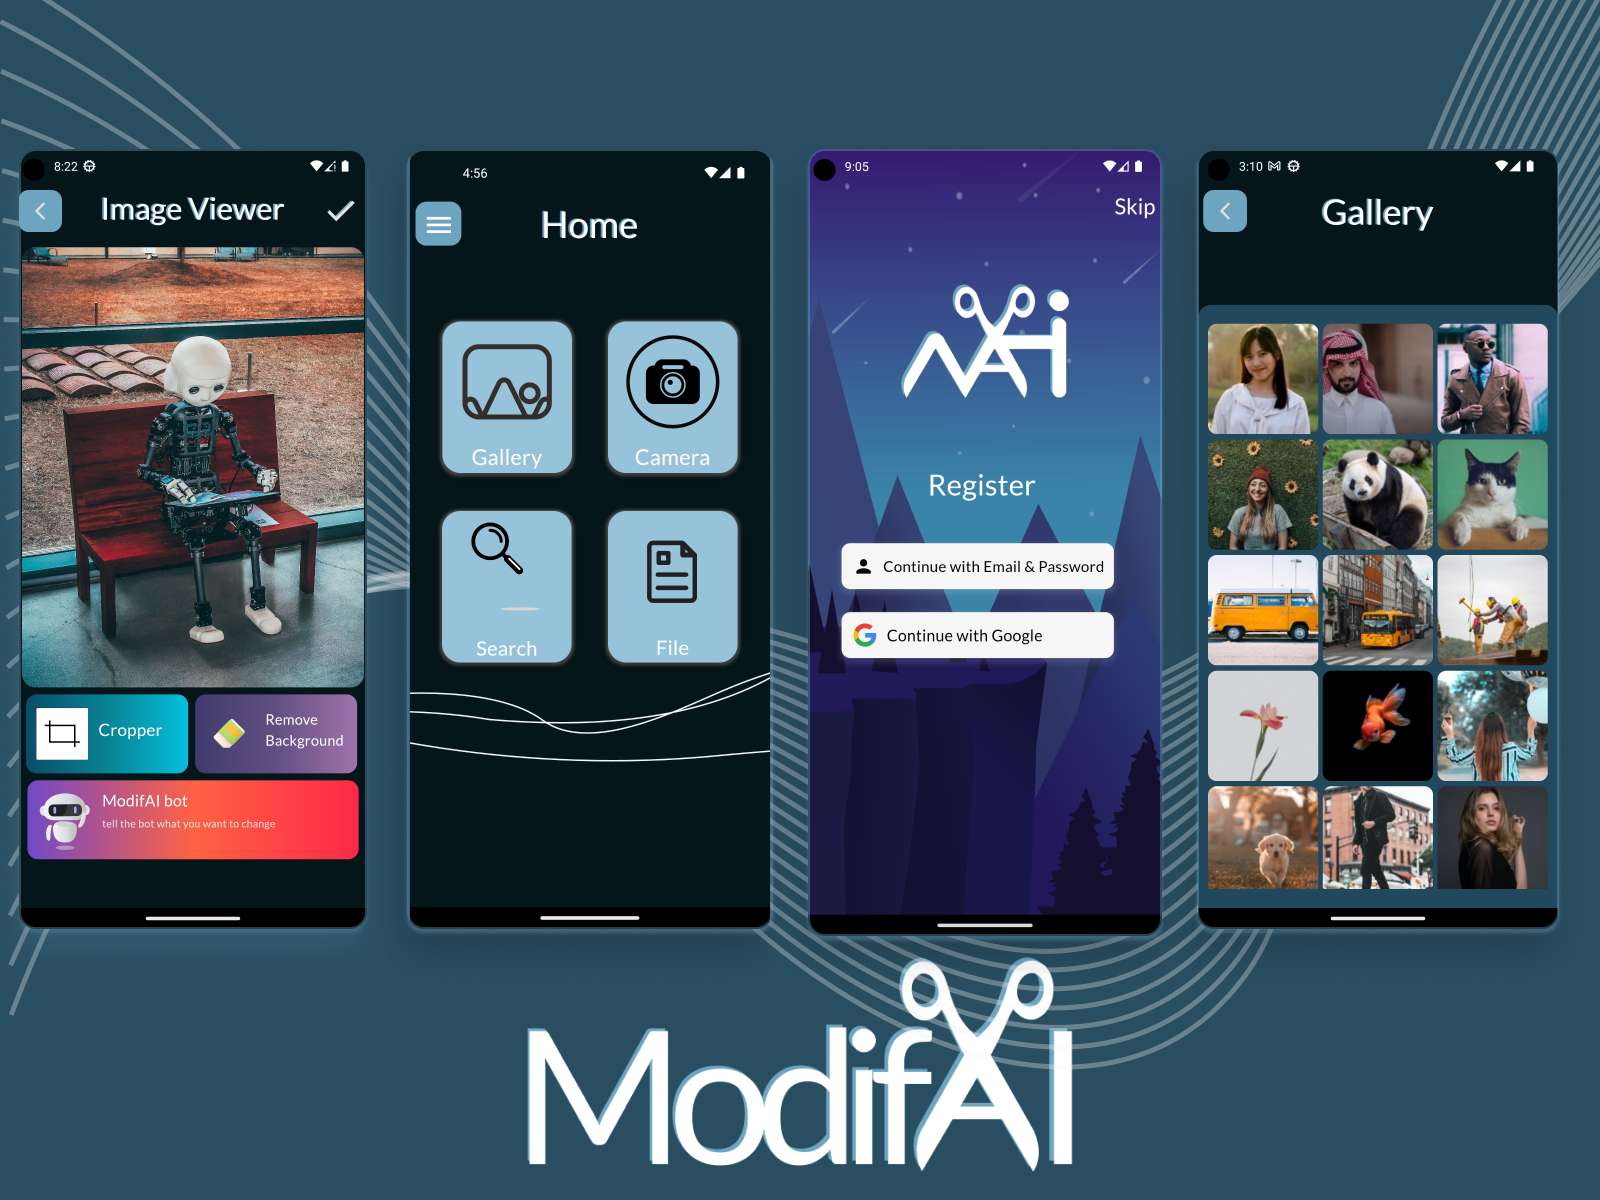 8:22
Image Viewer
Cropper
Remove
Background
ModifAI bot
tell the bot what you want to change
4:56
Home
Gallery
Camera
Search
File
9:05
Skip
MAi
Register
Continue with Email & Password
Continue with Google
3:10
Gallery
ModifAI